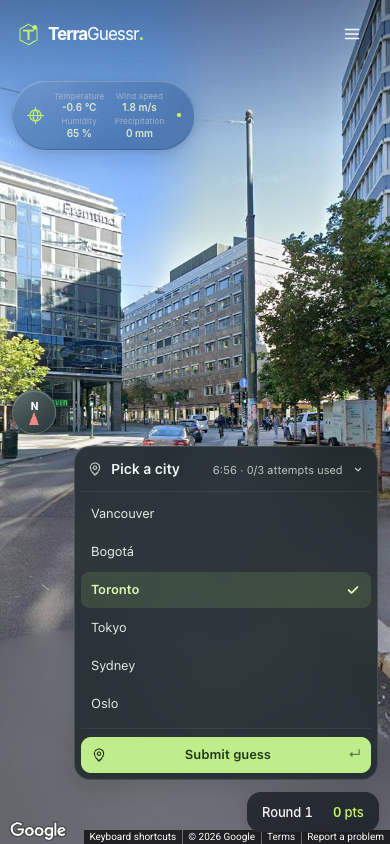 TerraGuessr.
Temperature
-0.6 °C
Wind speed
1.8 m/s
Humidity
65 %
Precipitation
0 mm
Fremtind
N
Pick a city
6:56 · 0/3 attempts used
Vancouver
Bogotá
Toronto
Tokyo
Sydney
Oslo
Submit guess
Round 1
0 pts
Google
Keyboard shortcuts
© 2026 Google
Terms
Report a problem